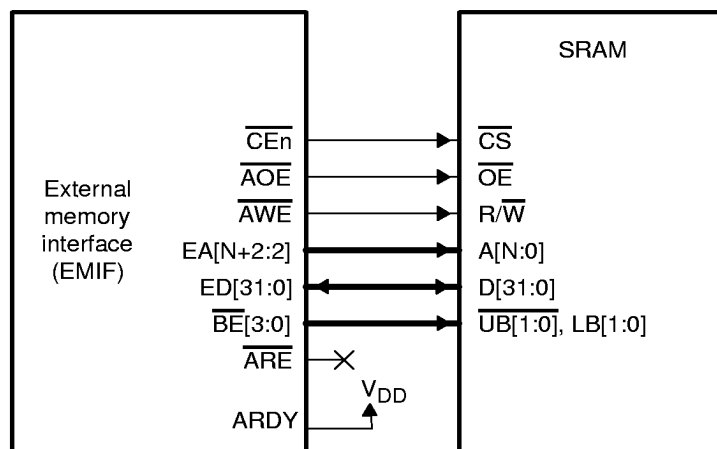 SRAM
CEn
CS
AOE
OE
External
memory
interface
(EMIF)
AWE
R/W
EA[N+2:2]
A[N:0]
ED[31:0]
D[31:0]
BE[3:0]
UB[1:0], LB[1:0]
ARE
VDD
ARDY